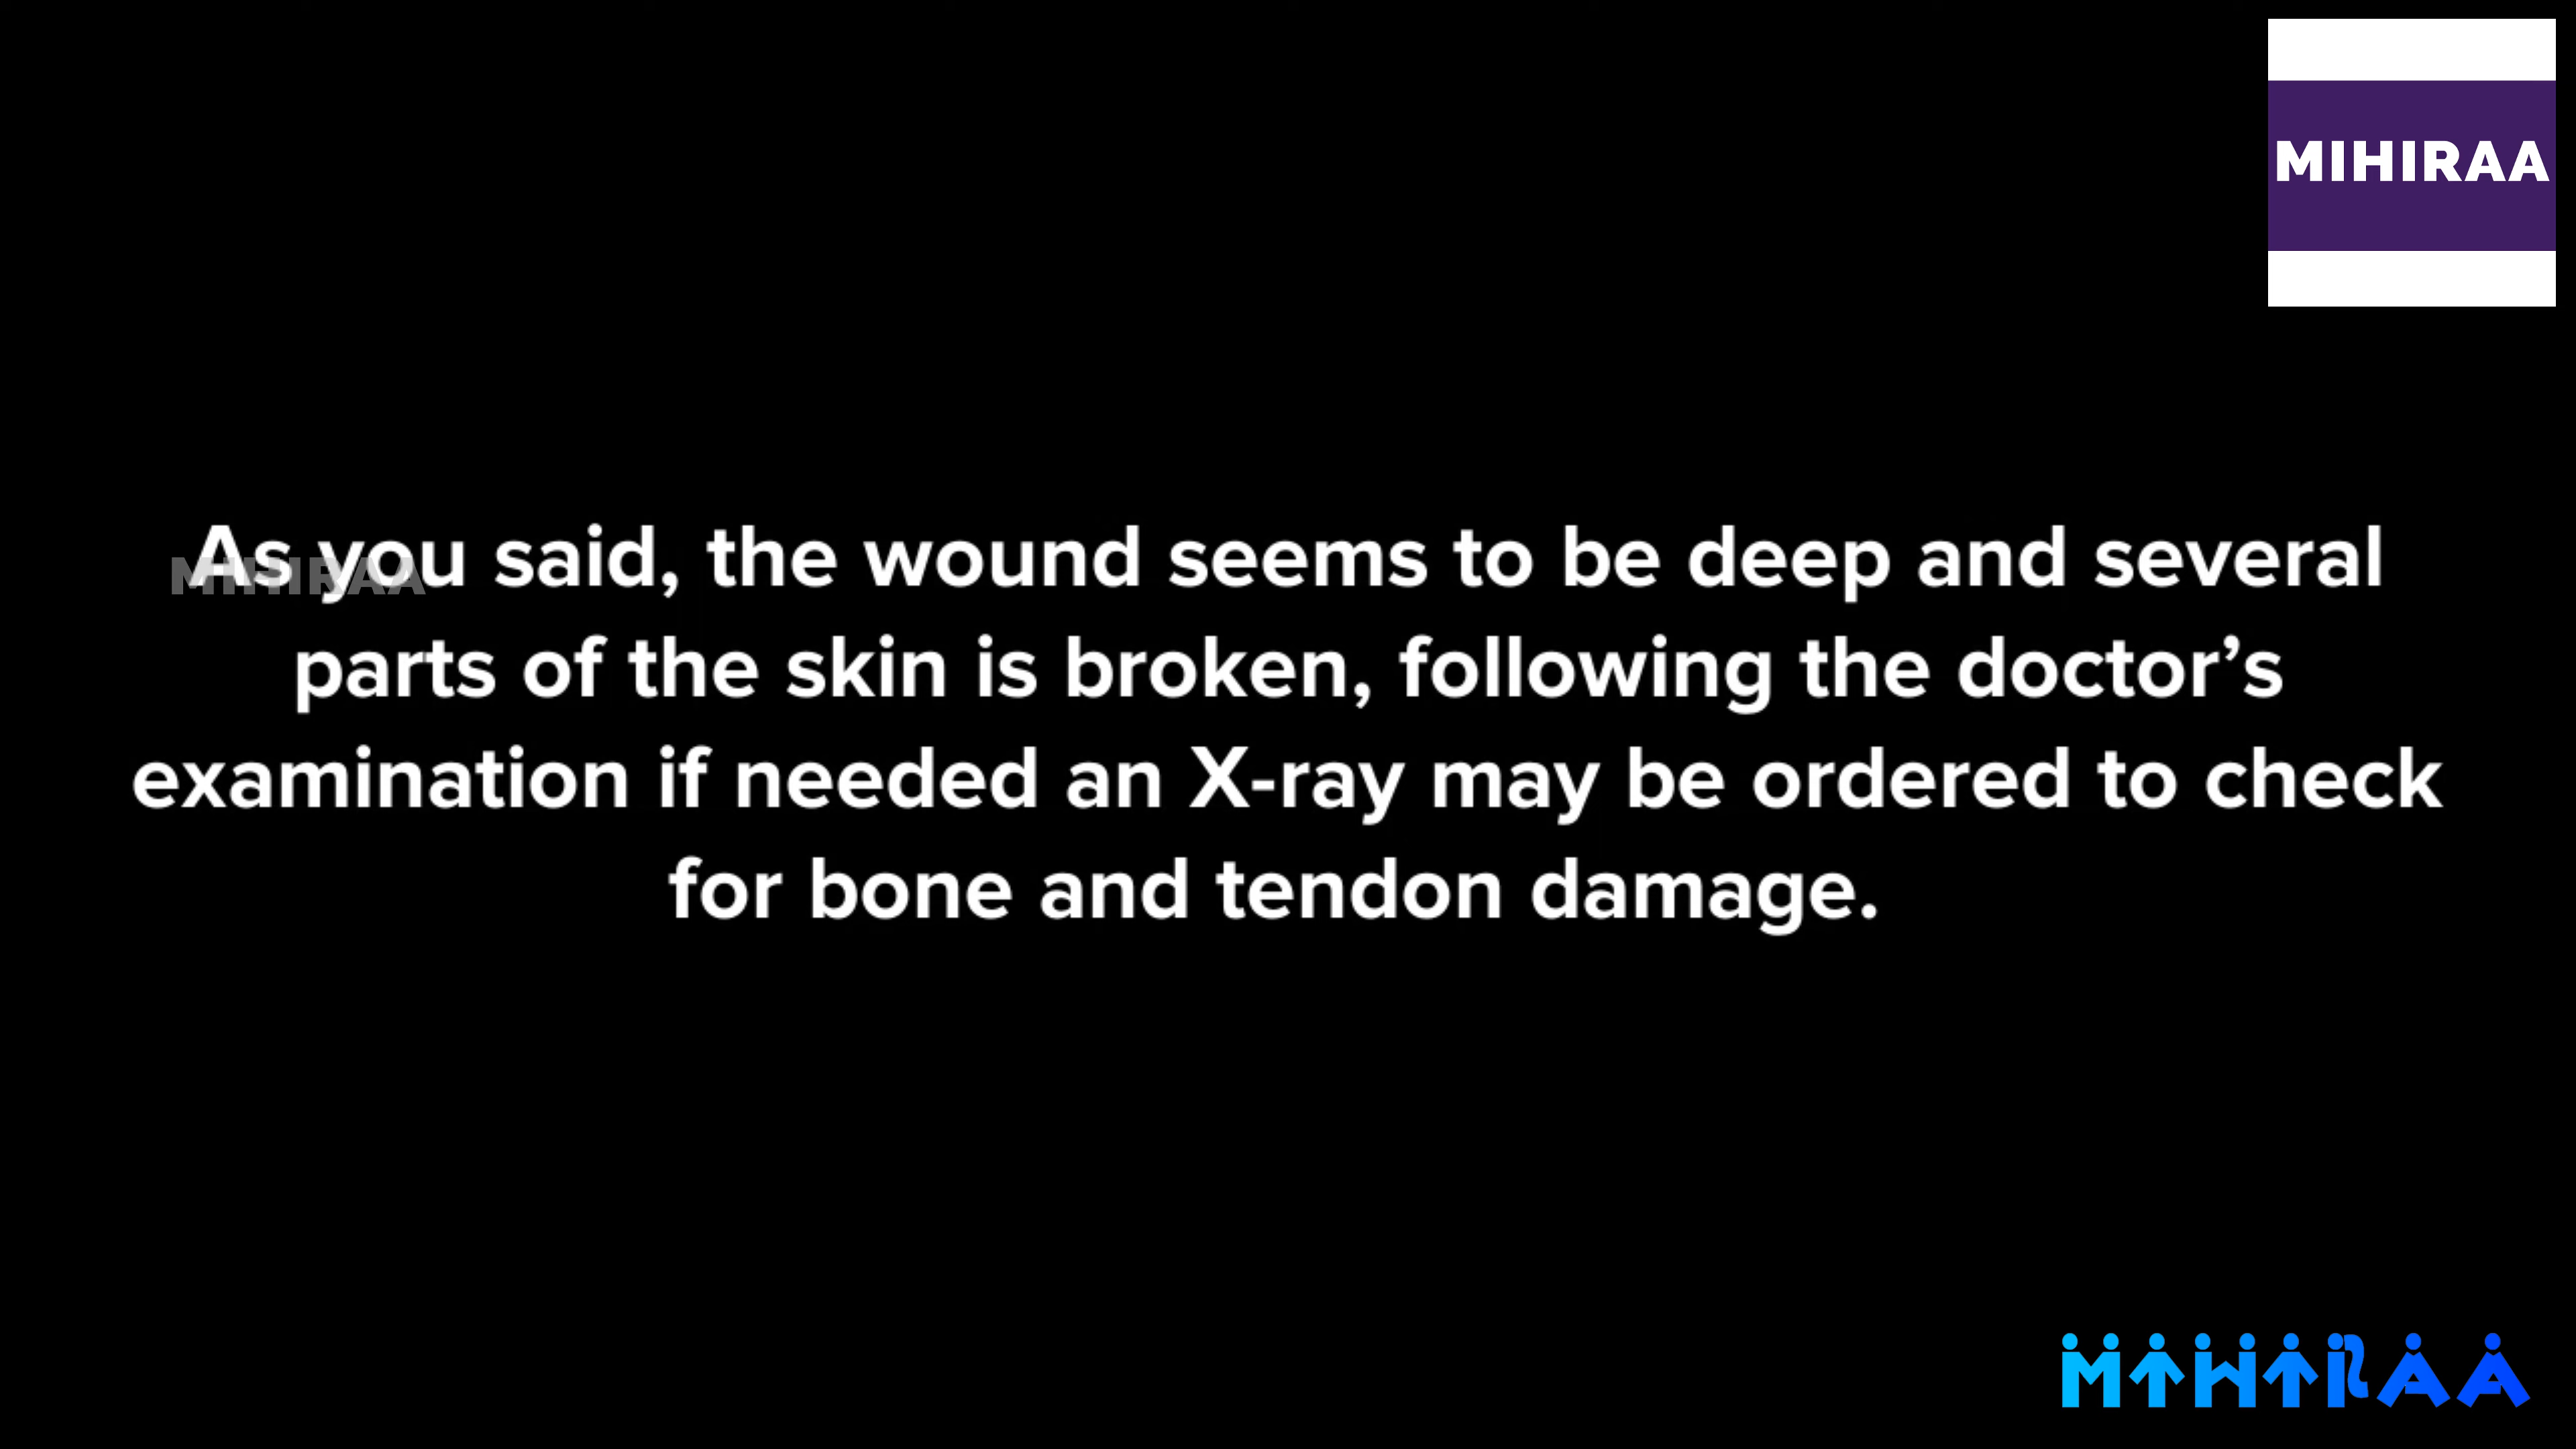 MIHIRAA
As you said, the wound seems to be deep and several
MIHIRAA
parts of the skin is broken, following the doctor’s
examination if needed an X-ray may be ordered to check
for bone and tendon damage.
MIHIRAA